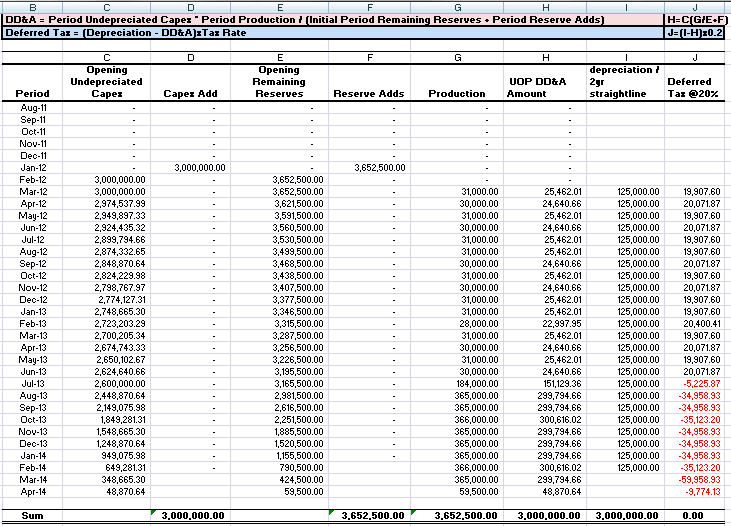 B C D E F G H I J
DD&A = Period Undepreciated Capex * Period Production / (Initial Period Remaining Reserves + Period Reserve Adds) H=C(G/E+F)
Deferred Tax = (Depreciation - DD&A)xTax Rate J=(I-H)x0.2
C D E F G H I J
Period Opening Undepreciated Capex Capex Add Opening Remaining Reserves Reserve Adds Production UOP DD&A Amount depreciation / 2yr straightline Deferred Tax @20%
Aug-11 - - - - - -
Sep-11 - - - - - -
Oct-11 - - - - - -
Nov-11 - - - - - -
Dec-11 - - - - - -
Jan-12 - 3,000,000.00 - 3,652,500.00 - -
Feb-12 3,000,000.00 - 3,652,500.00 - - -
Mar-12 3,000,000.00 - 3,652,500.00 - 31,000.00 25,462.01 125,000.00 19,907.60
Apr-12 2,974,537.99 - 3,621,500.00 - 30,000.00 24,640.66 125,000.00 20,071.87
May-12 2,949,897.33 - 3,591,500.00 - 31,000.00 25,462.01 125,000.00 19,907.60
Jun-12 2,924,435.32 - 3,560,500.00 - 30,000.00 24,640.66 125,000.00 20,071.87
Jul-12 2,899,794.66 - 3,530,500.00 - 31,000.00 25,462.01 125,000.00 19,907.60
Aug-12 2,874,332.65 - 3,499,500.00 - 31,000.00 25,462.01 125,000.00 19,907.60
Sep-12 2,848,870.64 - 3,468,500.00 - 30,000.00 24,640.66 125,000.00 20,071.87
Oct-12 2,824,229.98 - 3,438,500.00 - 31,000.00 25,462.01 125,000.00 19,907.60
Nov-12 2,798,767.97 - 3,407,500.00 - 30,000.00 24,640.66 125,000.00 20,071.87
Dec-12 2,774,127.31 - 3,377,500.00 - 31,000.00 25,462.01 125,000.00 19,907.60
Jan-13 2,748,665.30 - 3,346,500.00 - 31,000.00 25,462.01 125,000.00 19,907.60
Feb-13 2,723,203.29 - 3,315,500.00 - 28,000.00 22,997.95 125,000.00 20,400.41
Mar-13 2,700,205.34 - 3,287,500.00 - 31,000.00 25,462.01 125,000.00 19,907.60
Apr-13 2,674,743.33 - 3,256,500.00 - 30,000.00 24,640.66 125,000.00 20,071.87
May-13 2,650,102.67 - 3,226,500.00 - 31,000.00 25,462.01 125,000.00 19,907.60
Jun-13 2,624,640.66 - 3,195,500.00 - 30,000.00 24,640.66 125,000.00 20,071.87
Jul-13 2,600,000.00 - 3,165,500.00 - 184,000.00 151,129.36 125,000.00 -5,225.87
Aug-13 2,448,870.64 - 2,981,500.00 - 365,000.00 299,794.66 125,000.00 -34,958.93
Sep-13 2,149,075.98 - 2,616,500.00 - 365,000.00 299,794.66 125,000.00 -34,958.93
Oct-13 1,849,281.31 - 2,251,500.00 - 366,000.00 300,616.02 125,000.00 -35,123.20
Nov-13 1,548,665.30 - 1,885,500.00 - 365,000.00 299,794.66 125,000.00 -34,958.93
Dec-13 1,248,870.64 - 1,520,500.00 - 365,000.00 299,794.66 125,000.00 -34,958.93
Jan-14 949,075.98 - 1,155,500.00 - 365,000.00 299,794.66 125,000.00 -34,958.93
Feb-14 649,281.31 - 790,500.00 366,000.00 300,616.02 125,000.00 -35,123.20
Mar-14 348,665.30 424,500.00 365,000.00 299,794.66 -59,958.93
Apr-14 48,870.64 59,500.00 59,500.00 48,870.64 -9,774.13
Sum 3,000,000.00 3,652,500.00 3,652,500.00 3,000,000.00 3,000,000.00 0.00